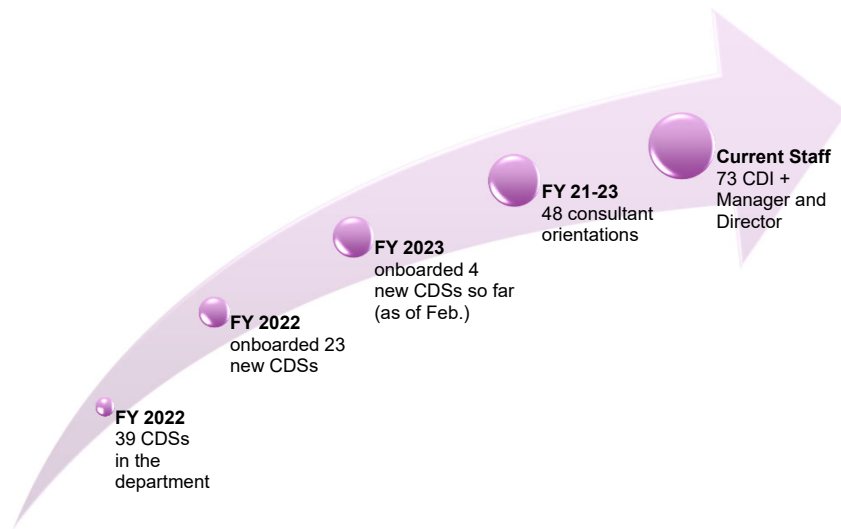 FY 2022
39 CDSs
in the
department
FY 2022
onboarded 23
new CDSs
FY 2023
onboarded 4
new CDSs so far
(as of Feb.)
FY 21-23
48 consultant
orientations
Current Staff
73 CDI +
Manager and
Director